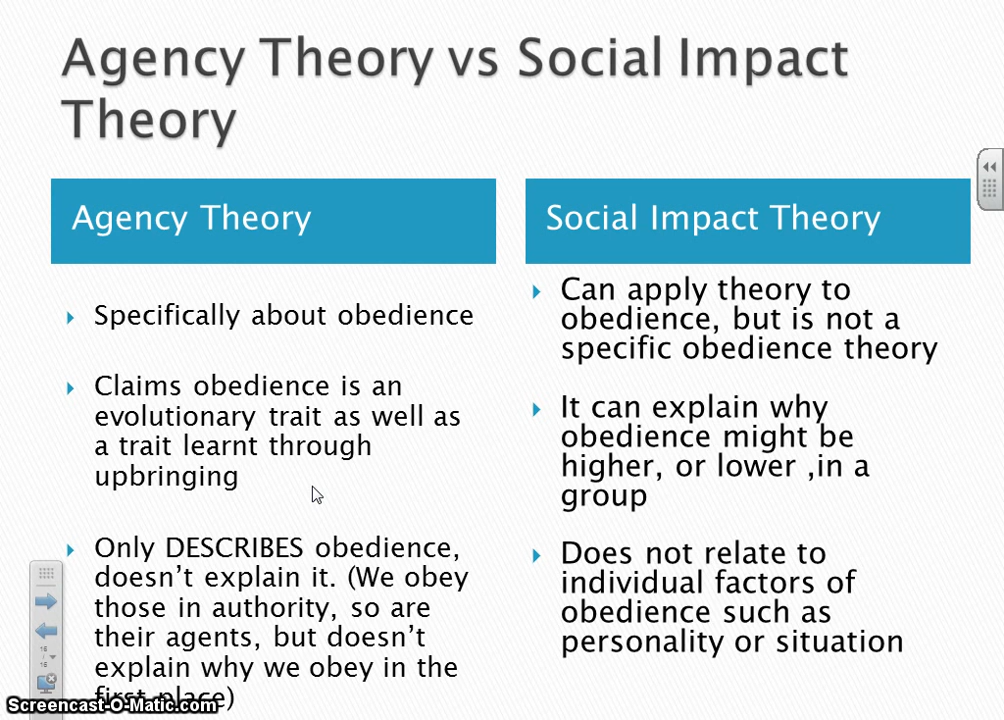 Agency Theory vs Social Impact
Theory
Agency Theory
Specifically about obedience
Claims obedience is an
evolutionary trait as well as
a trait learnt through
upbringing
Only DESCRIBES obedience,
doesn't explain it. (We obey
those in authority, so are
their agents, but doesn't
explain why we obey in the
first place)
Social Impact Theory
Can apply theory to
obedience, but is not a
specific obedience theory
It can explain why
obedience might be
higher, or lower ,in a
group
Does not relate to
individual factors of
obedience such as
personality or situation
16
/
16
Screencast-O-Matic.com